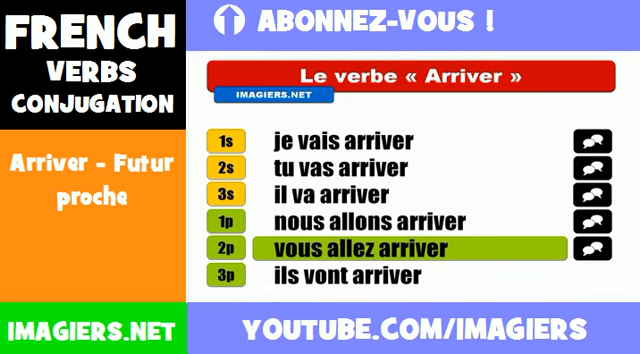 FRENCH
VERBS
CONJUGATION
Arriver - Futur
proche
IMAGIERS.NET
ABONNEZ-VOUS !
Le verbe « Arriver »
IMAGIERS.NET
1s je vais arriver
2s tu vas arriver
3s il va arriver
1p nous allons arriver
2p vous allez arriver
3p ils vont arriver
YOUTUBE.COM/IMAGIERS